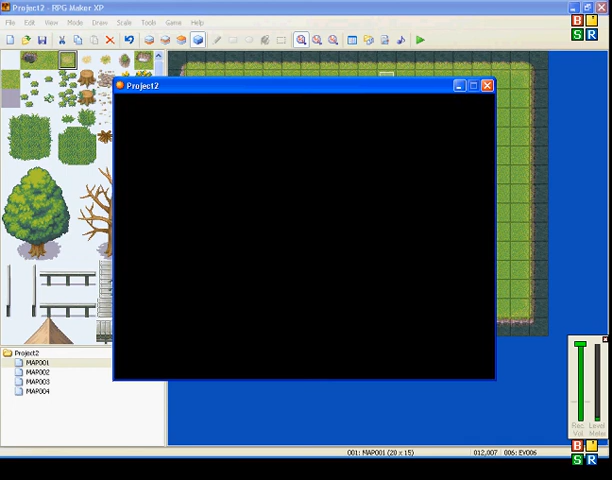 Project2 - RPG Maker XP
File Edit View Mode Draw Scale Tools Game Help
B
S R
Project2
Project2
MAP001
MAP002
MAP003
MAP004
Rec. Level
Vol Meter
B
S R
001: MAP001 (20 x 15) 012,007 006: EV006